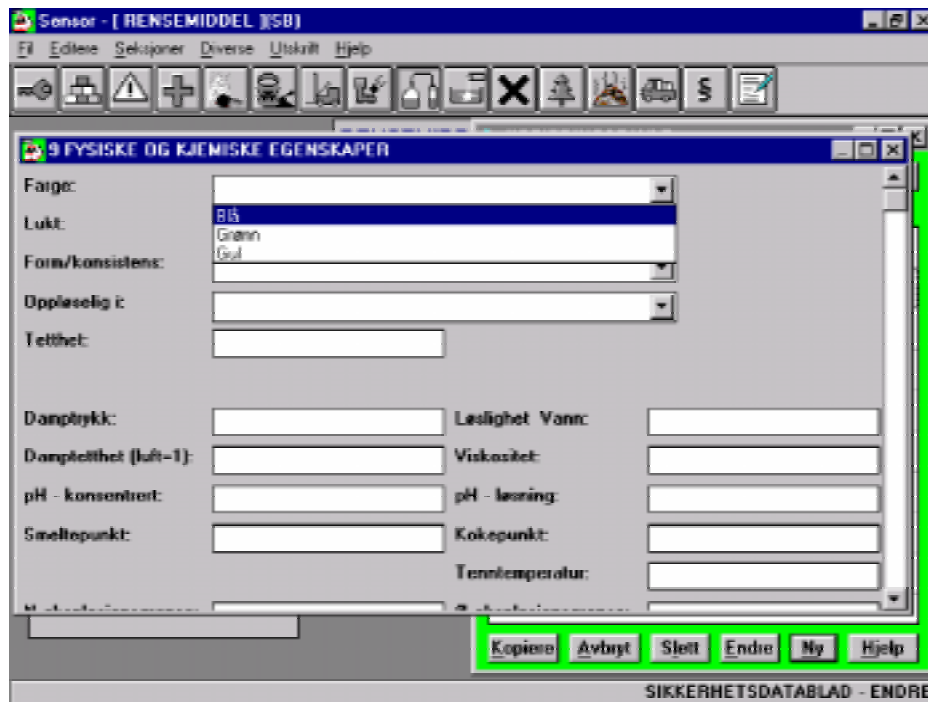 Sensor - [ RENSEMIDDEL ](SB)
Fil Editere Seksjoner Diverse Utskrift Hjelp
§
9 FYSISKE OG KJEMISKE EGENSKAPER
Farge:
Blå
Lukt:
Grønn
Gul
Form/konsistens:
Oppløselig i:
Tetthet:
Damptrykk: Løslighet Vann:
Damptetthet (luft=1): Viskositet:
pH - konsentrert: pH - løsning:
Smeltepunkt: Kokepunkt:
Tenntemperatur:
Kopiere Avbryt Slett Endre Ny Hjelp
SIKKERHETSDATABLAD - ENDRE